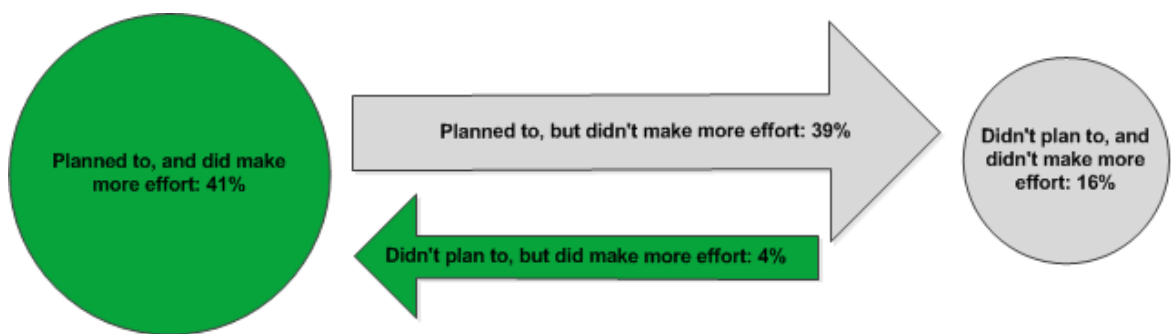 Planned to, and did make
more effort: 41%
Planned to, but didn't make more effort: 39%
Didn't plan to, but did make more effort: 4%
Didn't plan to, and
didn't make more
effort: 16%